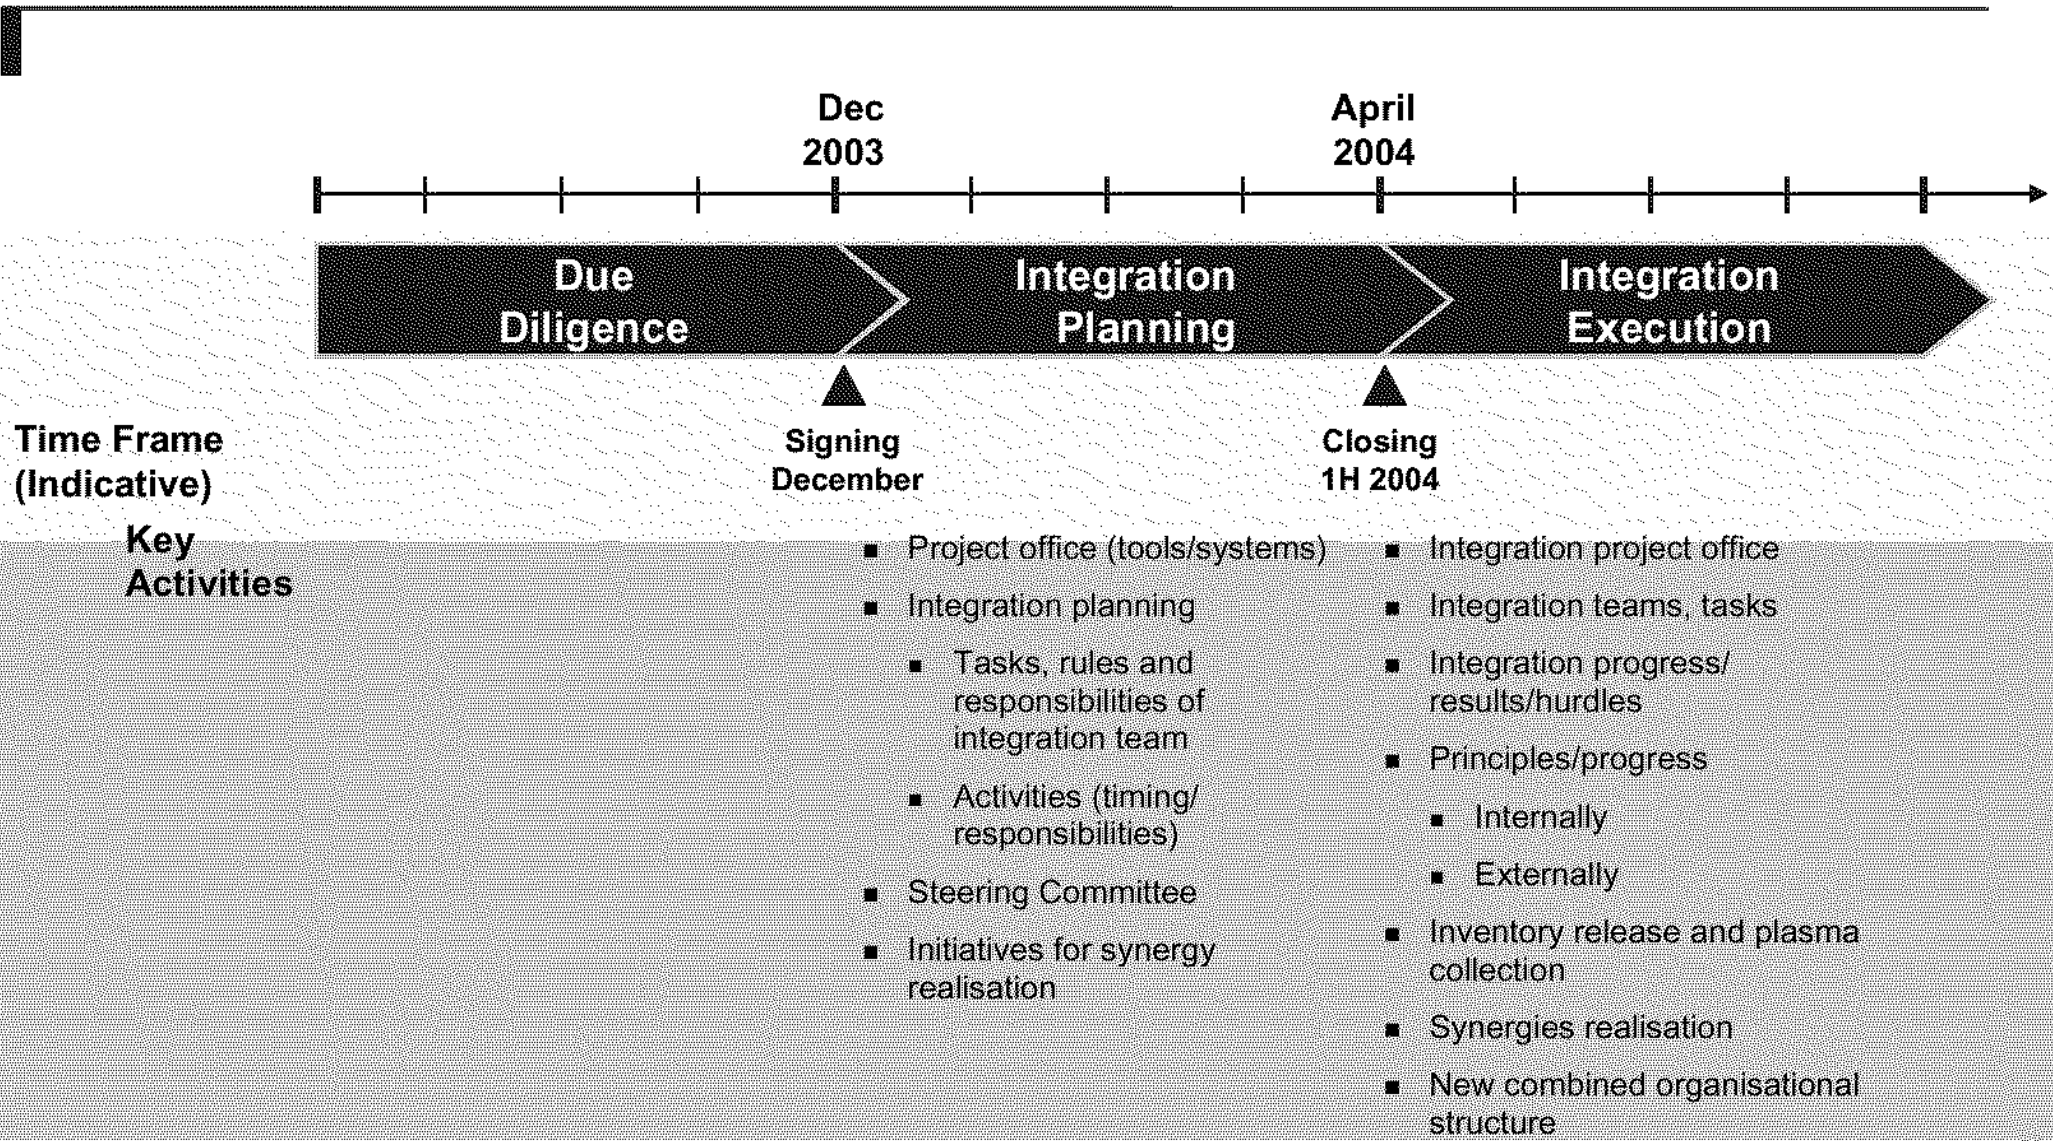 Dec
2003
April
2004
Due
Diligence
Integration
Planning
Integration
Execution
Time Frame
(Indicative)
Signing
December
Closing
1H 2004
Key
Activities
▪ Project office (tools/systems)
▪ Integration planning
▪ Tasks, rules and
responsibilities of
integration team
▪ Activities (timing/
responsibilities)
▪ Steering Committee
▪ Initiatives for synergy
realisation
▪ Integration project office
▪ Integration teams, tasks
▪ Integration progress/
results/hurdles
▪ Principles/progress
▪ Internally
▪ Externally
▪ Inventory release and plasma
collection
▪ Synergies realisation
▪ New combined organisational
structure